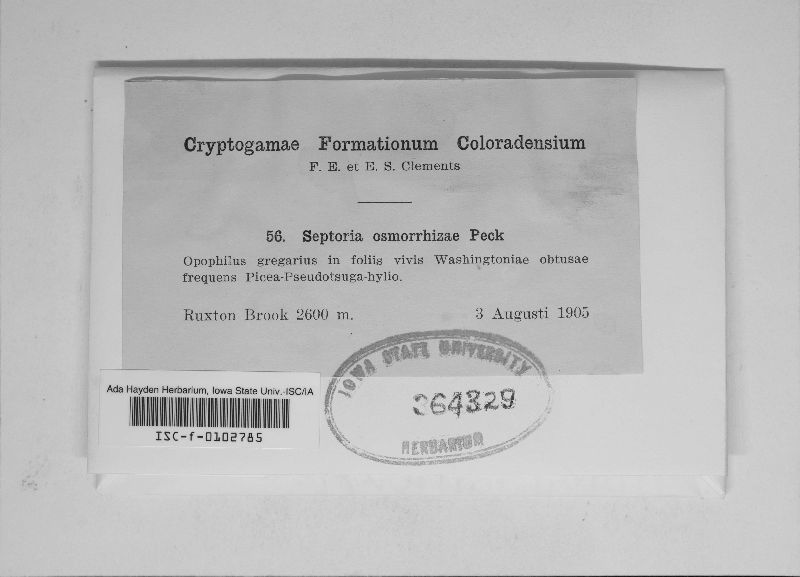 Cryptogamae Formationum Coloradensium
F. E. et E. S. Clements
56. Septoria osmorrhizae Peck
Opophilus gregarius in foliis vivis Washingtoniae obtusae
frequens Picea-Pseudotsuga-hylio.
Ruxton Brook 2600 m. 3 Augusti 1905
Ada Hayden Herbarium, Iowa State Univ.-ISC/IA
ISC-f-0102785
IOWA STATE UNIVERSITY
364329
HERBARIUM